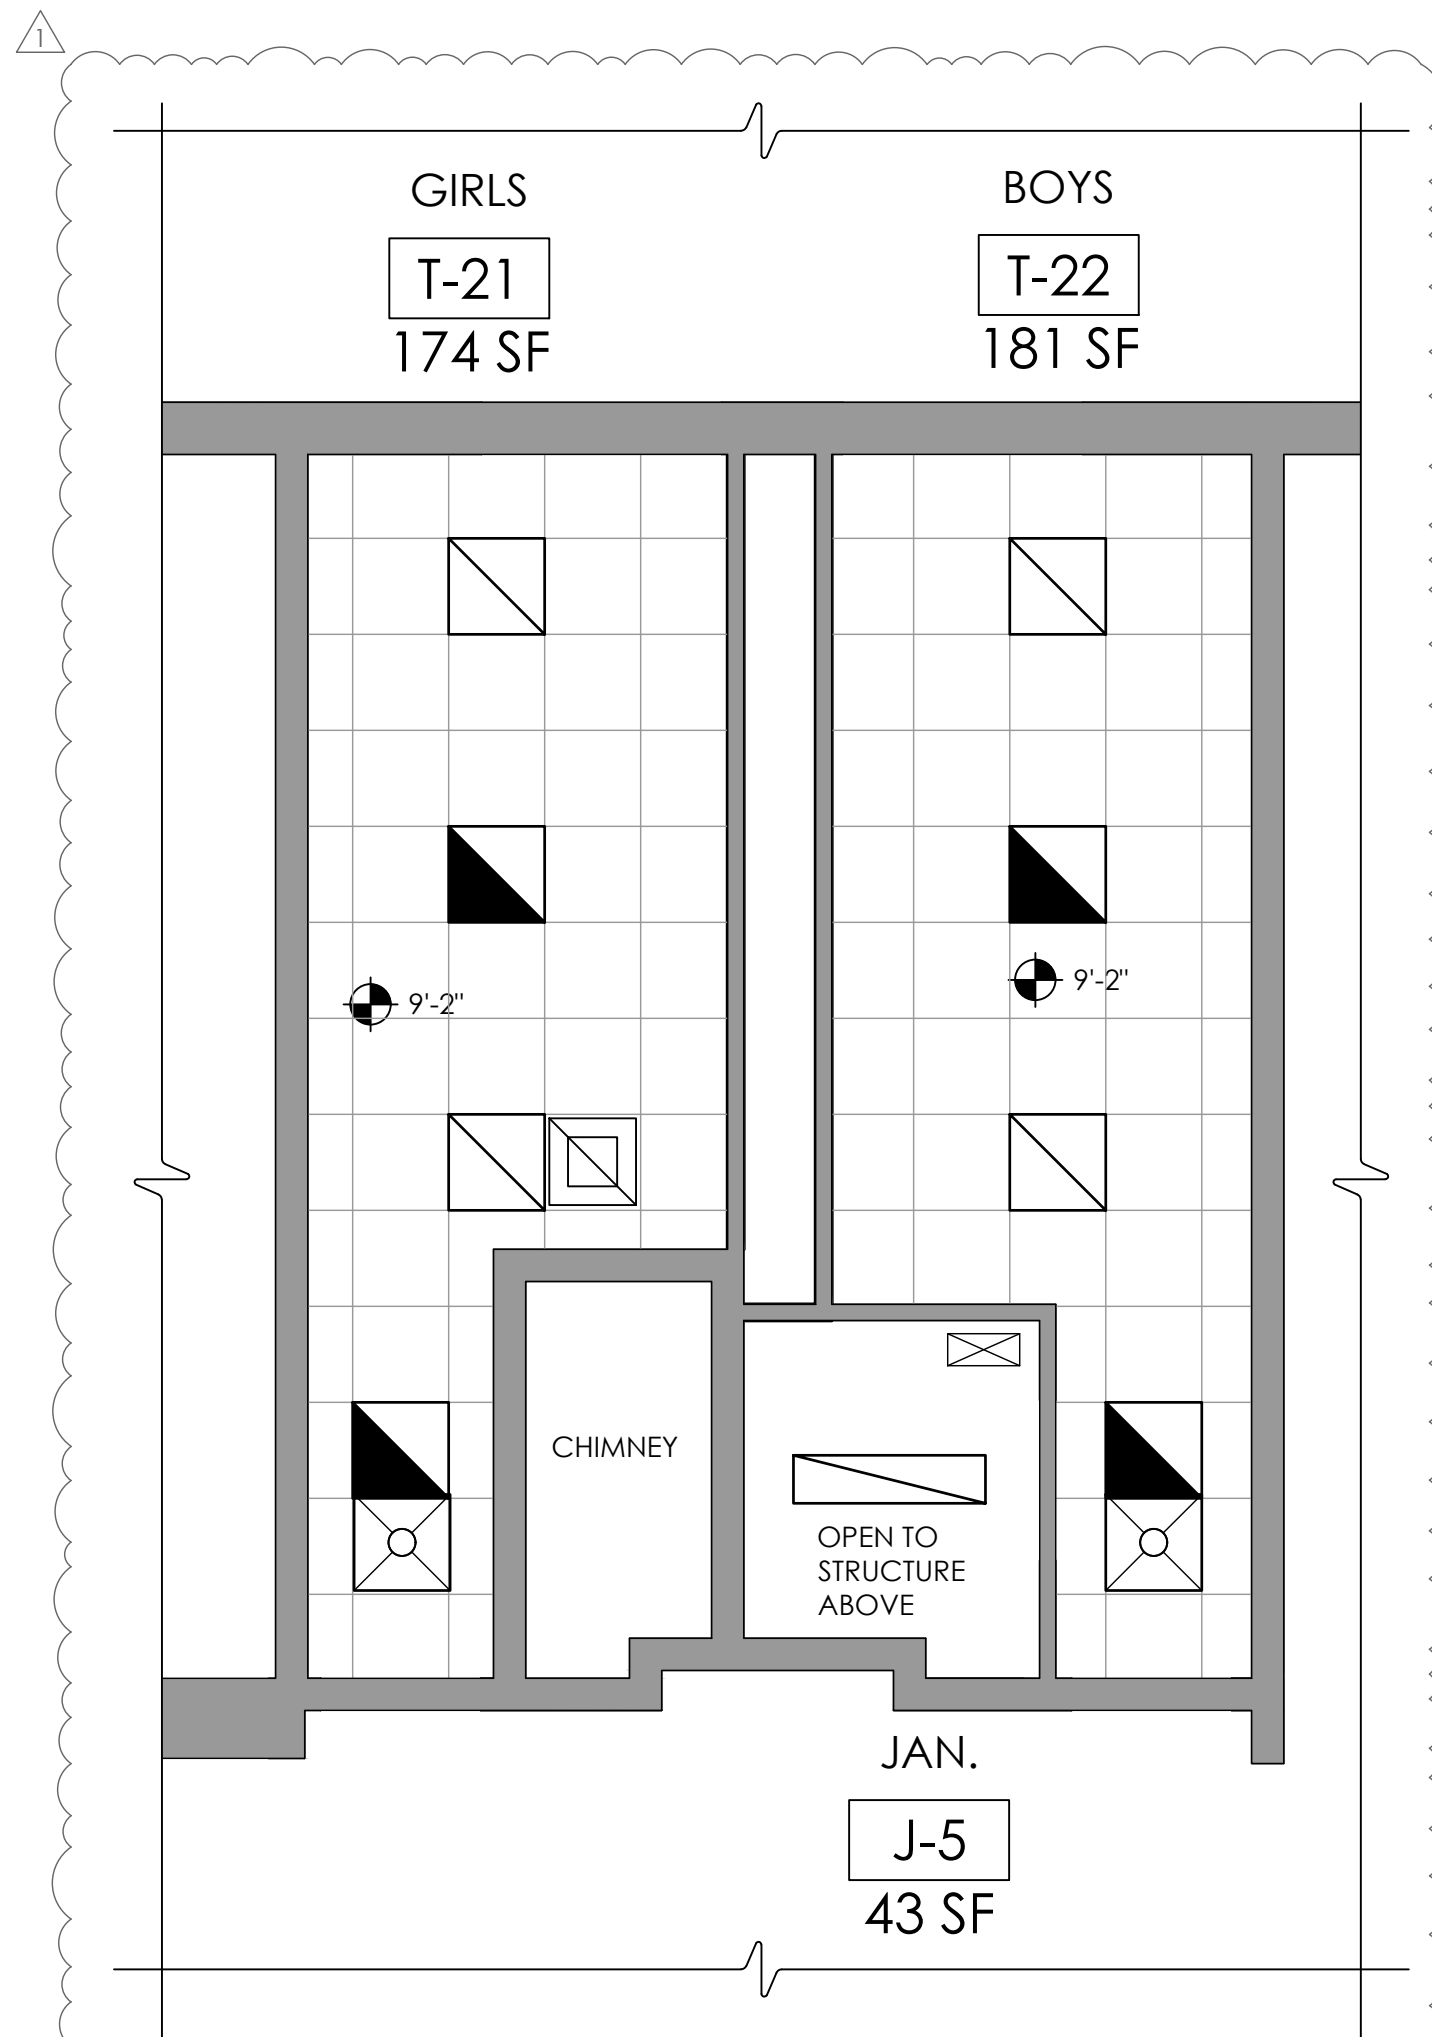 1
GIRLS
T-21
174 SF
BOYS
T-22
181 SF
9'-2"
9'-2"
CHIMNEY
OPEN TO
STRUCTURE
ABOVE
JAN.
J-5
43 SF